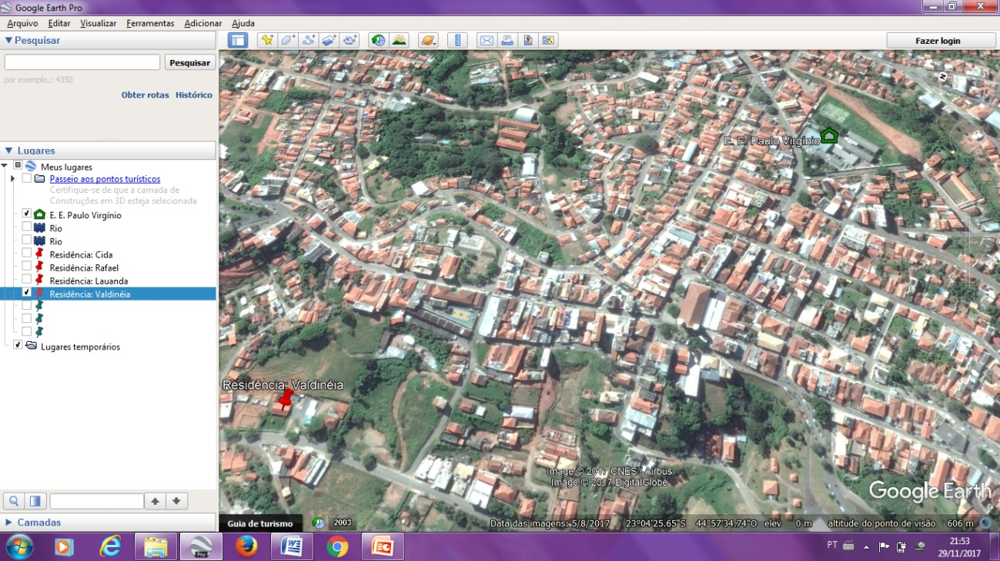 Google Earth Pro
Arquivo Editar Visualizar Ferramentas Adicionar Ajuda
Pesquisar
Pesquisar
por exemplo,: 4350
Obter rotas Histórico
Lugares
Meus lugares
Passeio aos pontos turísticos
Certifique-se de que a camada de
Construções em 3D esteja selecionada
E. E. Paulo Virgínio
Rio
Rio
Residência: Cida
Residência: Rafael
Residência: Lauanda
Residência: Valdinéia
Lugares temporários
Camadas
Fazer login
N
E. E. Paulo Virgínio
Residência: Valdinéia
Image © 2017 CNES / Airbus
Image © 2017 DigitalGlobe
Google Earth
Guia de turismo 2003 Data das imagens: 5/8/2017 23°04'25.65"S 44°57'34.74"O elev 0 m altitude do ponto de visão 606 m
Pro
PT 21:53
29/11/2017